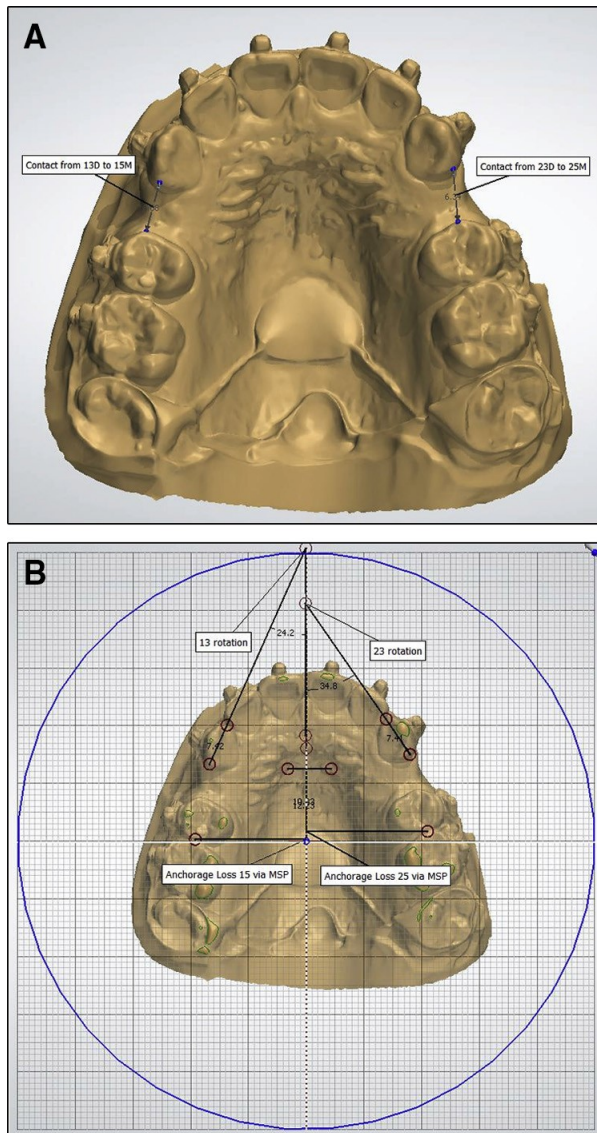 A
Contact from 13D to 15M
Contact from 23D to 25M
B
13 rotation
24.2
23 rotation
34.8
7.42
Anchorage Loss 15 via MSP
Anchorage Loss 25 via MSP